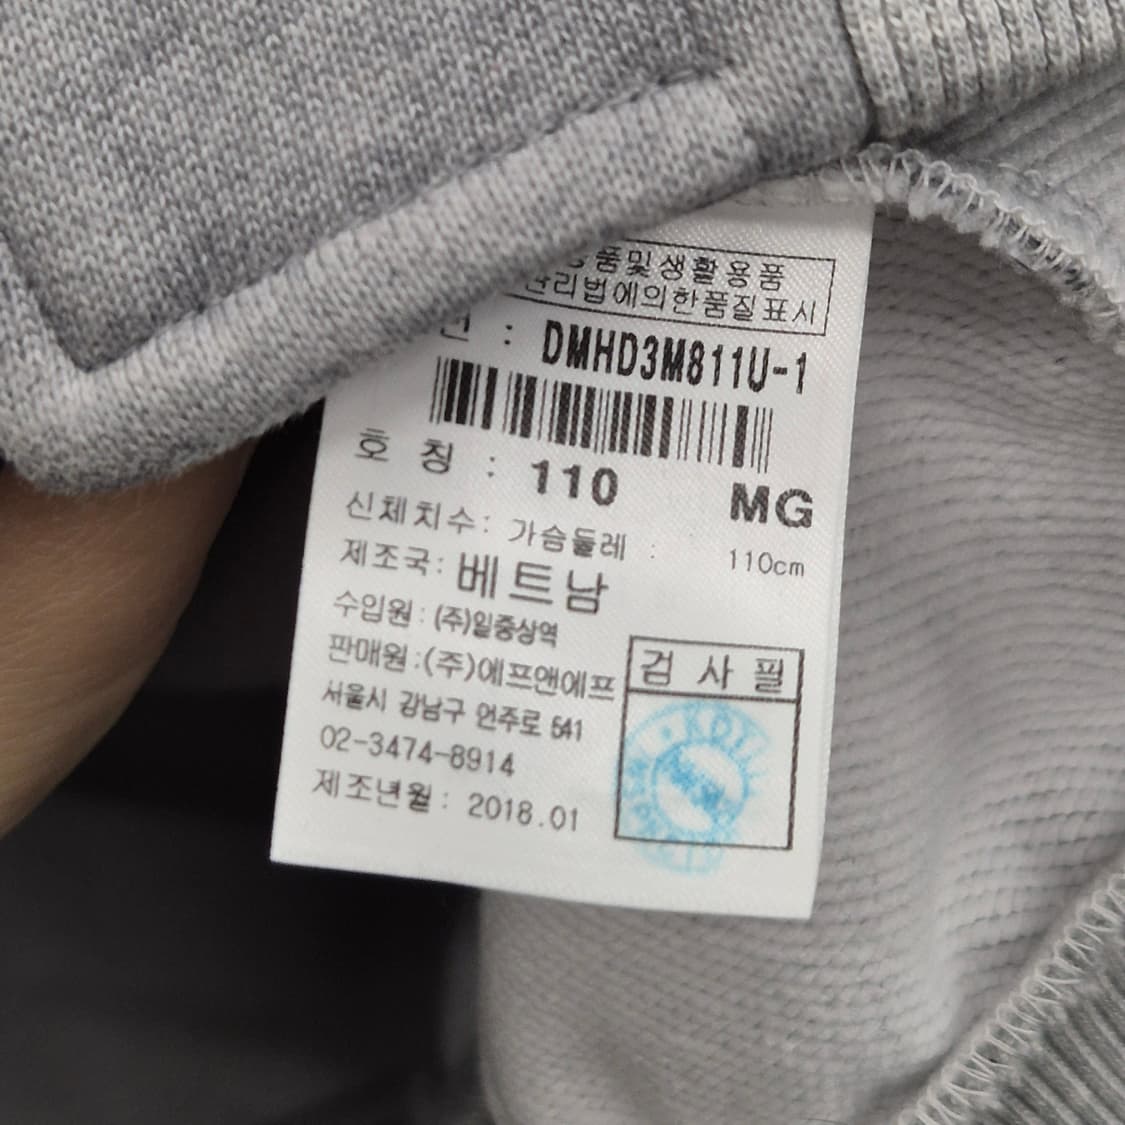 품및생활용품
관리법에의한품질표시
: DMHD3M811U-1
호 칭 : 110 MG
신체치수: 가슴둘레 : 110cm
제조국: 베트남
수입원 : (주)일중상역
판매원 :(주)에프앤에프
서울시 강남구 언주로 541
02-3474-8914
제조년월: 2018.01
검 사 필